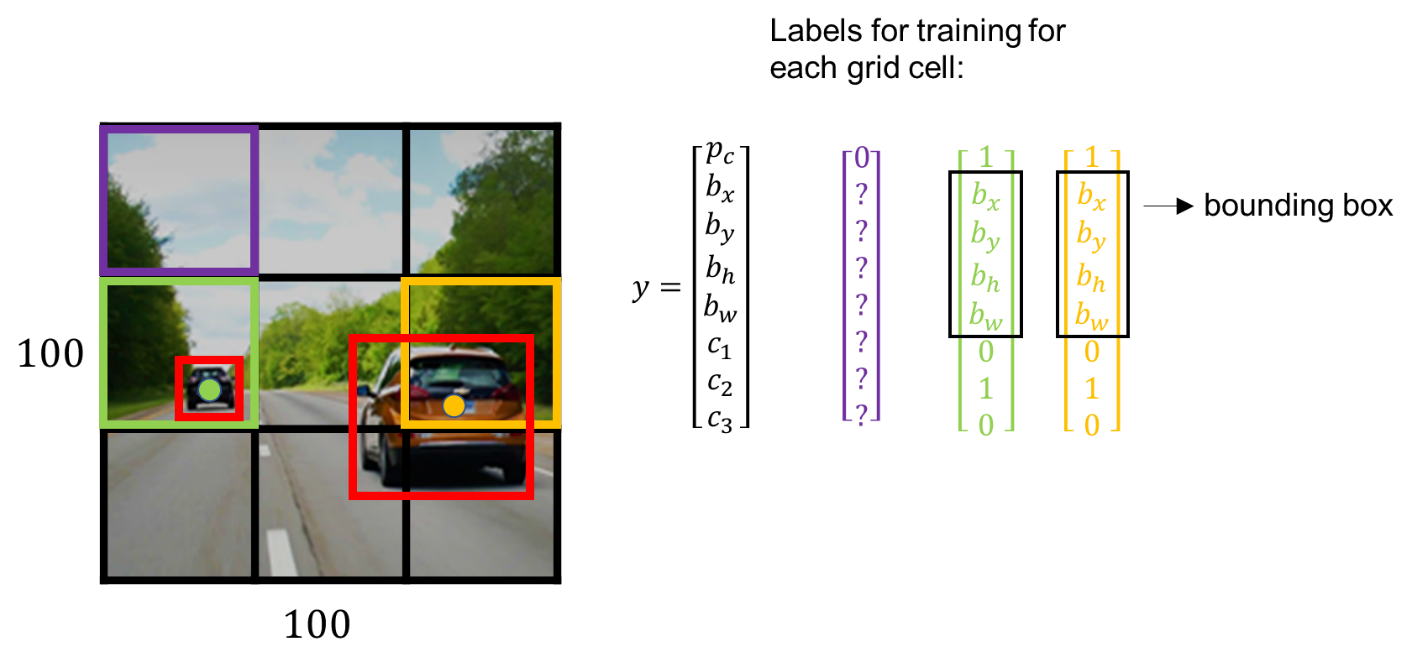 Labels for training for
each grid cell:
100
100
y = [p_c b_x b_y b_h b_w c_1 c_2 c_3]
[0 ? ? ? ? ? ? ?]
[1 b_x b_y b_h b_w 0 1 0]
[1 b_x b_y b_h b_w 0 1 0]
bounding box